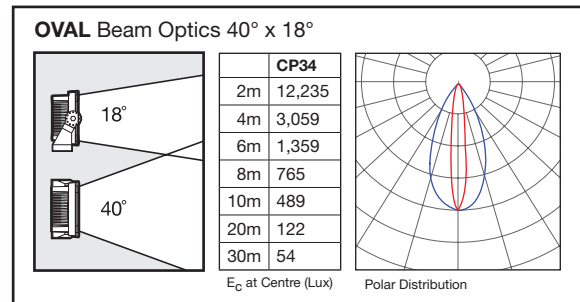 OVAL Beam Optics 40° x 18°
18°
40°
CP34
2m 12,235
4m 3,059
6m 1,359
8m 765
10m 489
20m 122
30m 54
EC at Centre (Lux)
Polar Distribution